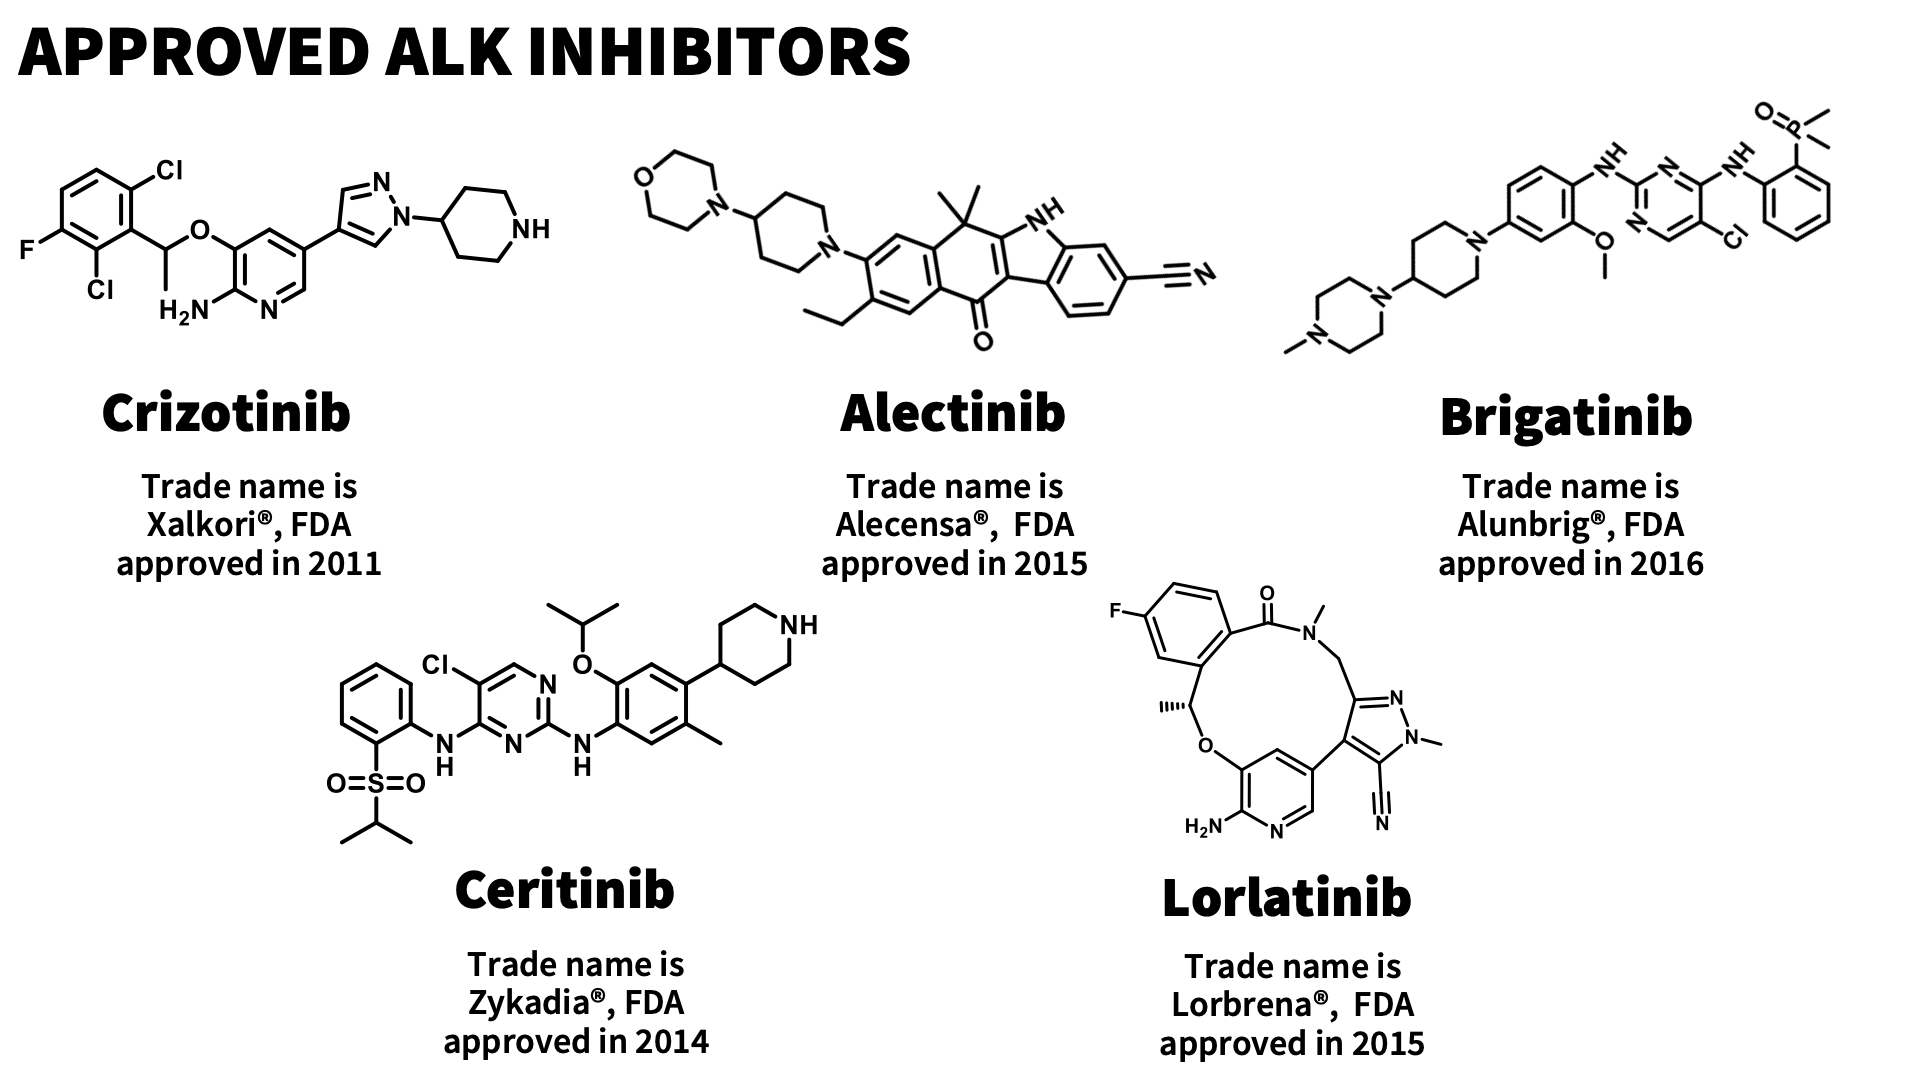 APPROVED ALK INHIBITORS
Cl
F
Cl
O
H2N
N
N
N
NH
Crizotinib
Trade name is
Xalkori®, FDA
approved in 2011
O
N
N
NH
N
O
Alectinib
Trade name is
Alecensa®, FDA
approved in 2015
O
P
NH
N
NH
N
Cl
O
N
N
N
Brigatinib
Trade name is
Alunbrig®, FDA
approved in 2016
O
Cl
N
NH
N
H
N
N
H
O=S=O
Ceritinib
Trade name is
Zykadia®, FDA
approved in 2014
F
O
N
N
N
O
H2N
N
N
Lorlatinib
Trade name is
Lorbrena®, FDA
approved in 2015